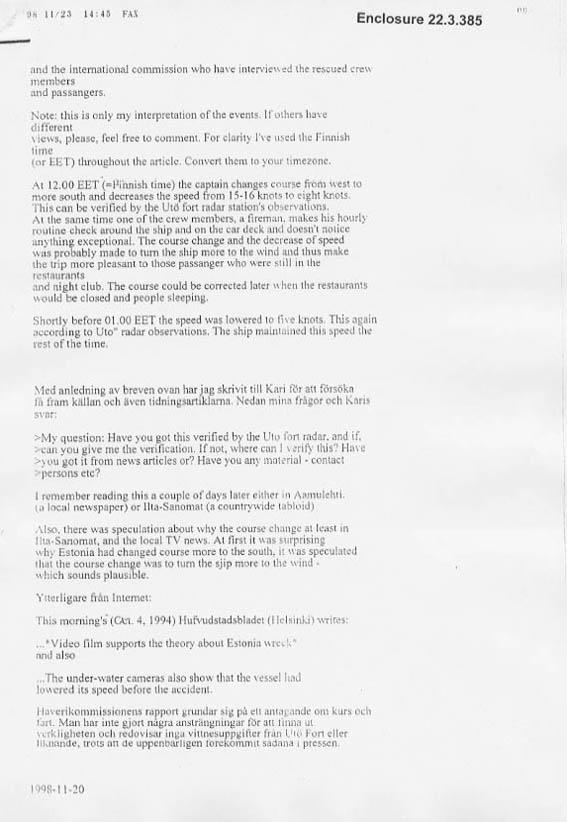 98 11/23 14:45 FAX
Enclosure 22.3.385
and the international commission who have interviewed the rescued crew
members
and passangers.
Note: this is only my interpretation of the events. If others have
different
views, please, feel free to comment. For clarity I've used the Finnish
time
(or EET) throughout the article. Convert them to your timezone.
At 12.00 EET (=Finnish time) the captain changes course from west to
more south and decreases the speed from 15-16 knots to eight knots.
This can be verified by the Utö fort radar station's observations.
At the same time one of the crew members, a fireman, makes his hourly
routine check around the ship and on the car deck and doesn't notice
anything exceptional. The course change and the decrease of speed
was probably made to turn the ship more to the wind and thus make
the trip more pleasant to those passanger who were still in the
restaurants
and night club. The course could be corrected later when the restaurants
would be closed and people sleeping.
Shortly before 01.00 EET the speed was lowered to five knots. This again
according to Uto" radar observations. The ship maintained this speed the
rest of the time.
Med anledning av breven ovan har jag skrivit till Kari för att försöka
få fram källan och även tidningsartiklarna. Nedan mina frågor och Karis
svar:
>My question: Have you got this verified by the Uto fort radar, and if,
>can you give me the verification. If not, where can I verify this? Have
>you got it from news articles or? Have you any material - contact
>persons etc?
I remember reading this a couple of days later either in Aamulehti.
(a local newspaper) or Ilta-Sanomat (a countrywide tabloid)
Also, there was speculation about why the course change at least in
Ilta-Sanomat, and the local TV news. At first it was surprising
why Estonia had changed course more to the south, it was speculated
that the course change was to turn the sjip more to the wind -
which sounds plausible.
Ytterligare från Internet:
This morning's (Oct. 4, 1994) Hufvudstadsbladet (Helsinki) writes:
..."Video film supports the theory about Estonia wreck"
and also
...The under-water cameras also show that the vessel had
lowered its speed before the accident.
Haverikommissionens rapport grundar sig på ett antagande om kurs och
fart. Man har inte gjort några ansträngningar för att finna ut
verkligheten och redovisar inga vittnesuppgifter från Utö Fort eller
liknande, trots att de uppenbarligen förekommit sådana i pressen.
1998-11-20